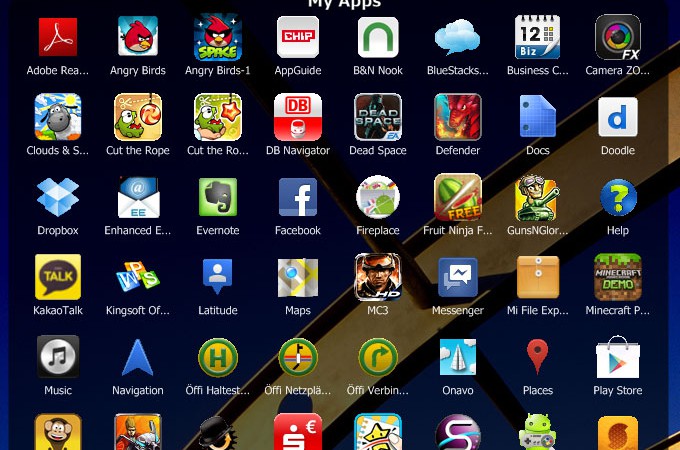 My Apps
CHIP
12
Biz
FX
SPACE
Adobe Rea...
Angry Birds
Angry Birds-1
AppGuide
B&N Nook
BlueStacks...
Business C...
Camera ZO...
DB
DEAD SPACE
EA
d
Clouds & S...
Cut the Rope
Cut the Ro...
DB Navigator
Dead Space
Defender
Docs
Doodle
@
EE
f
FREE
?
Dropbox
Enhanced E...
Evernote
Facebook
Fireplace
Fruit Ninja F...
GunsNGlor...
Help
TALK
WPS
HD
MINECRAFT
DEMO
KakaoTalk
Kingsoft Of...
Latitude
Maps
MC3
Messenger
Mi File Exp...
Minecraft P...
H
Music
Navigation
Öffi Haltest...
Öffi Netzplä...
Öffi Verbin...
Onavo
Places
Play Store
€
S